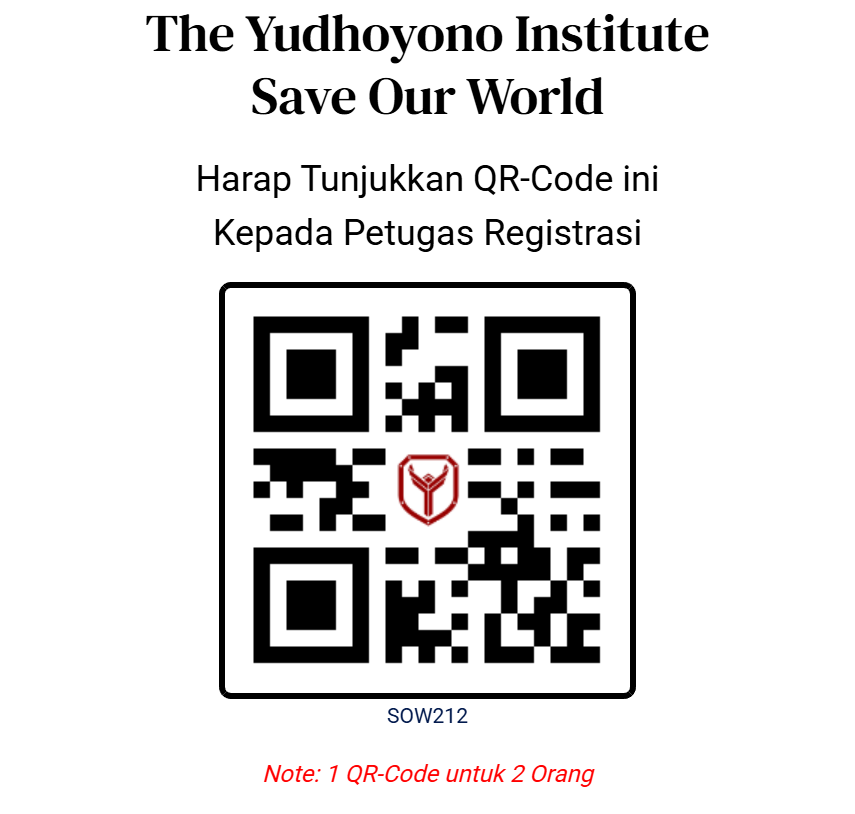 The Yudhoyono Institute
Save Our World
Harap Tunjukkan QR-Code ini
Kepada Petugas Registrasi
SOW212
Note: 1 QR-Code untuk 2 Orang